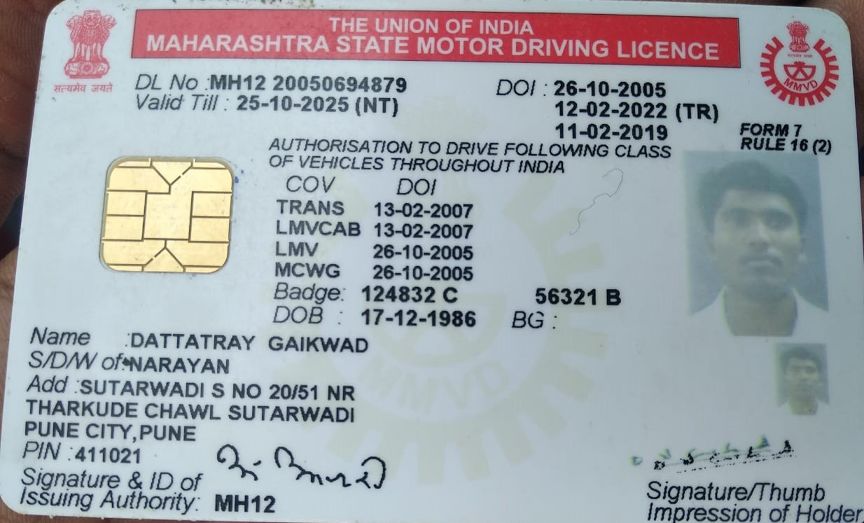 THE UNION OF INDIA
MAHARASHTRA STATE MOTOR DRIVING LICENCE
सत्यमेव जयते
MMVD
DL No :MH12 20050694879 DOI : 26-10-2005
Valid Till : 25-10-2025 (NT) 12-02-2022 (TR)
11-02-2019
FORM 7
RULE 16 (2)
AUTHORISATION TO DRIVE FOLLOWING CLASS
OF VEHICLES THROUGHOUT INDIA
COV DOI
TRANS 13-02-2007
LMVCAB 13-02-2007
LMV 26-10-2005
MCWG 26-10-2005
Badge: 124832 C 56321 B
DOB : 17-12-1986 BG :
MMVD
Name :DATTATRAY GAIKWAD
S/D/W of:NARAYAN
Add :SUTARWADI S NO 20/51 NR
THARKUDE CHAWL SUTARWADI
PUNE CITY,PUNE
PIN :411021
Signature & ID of
Issuing Authority: MH12
Signature/Thumb
Impression of Holder